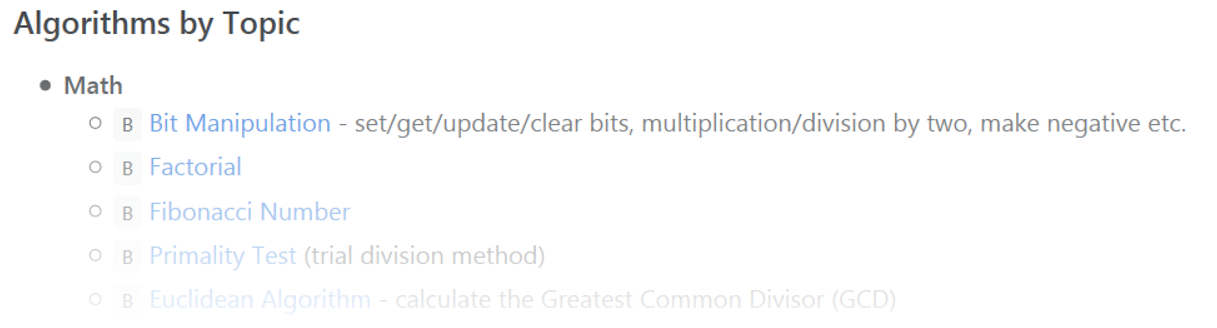 Algorithms by Topic
Math
B Bit Manipulation - set/get/update/clear bits, multiplication/division by two, make negative etc.
B Factorial
B Fibonacci Number
B Primality Test (trial division method)
B Euclidean Algorithm - calculate the Greatest Common Divisor (GCD)